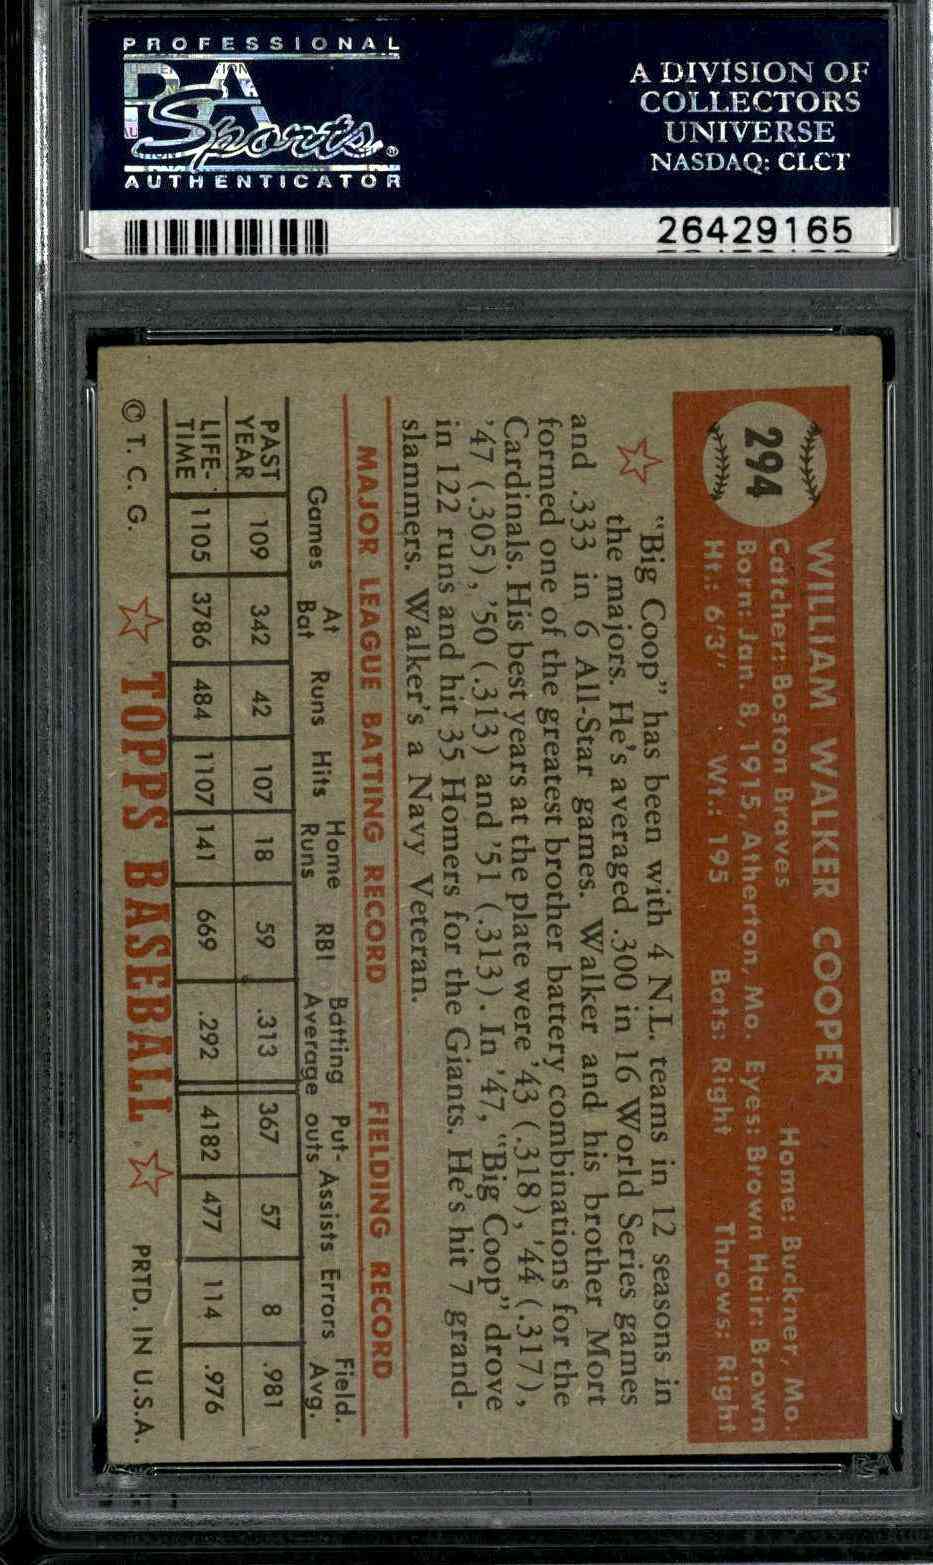 PROFESSIONAL
PSA
Sports®
AUTHENTICATOR
A DIVISION OF
COLLECTORS
UNIVERSE
NASDAQ: CLCT
26429165
294
WILLIAM WALKER COOPER
Catcher: Boston Braves Home: Buckner, Mo.
Born: Jan. 8, 1915, Atherton, Mo. Eyes: Brown Hair: Brown
Ht.: 6'3" Wt.: 195 Bats: Right Throws: Right
"Big Coop" has been with 4 N.L. teams in 12 seasons in
the majors. He's averaged .300 in 16 World Series games
and .333 in 6 All-Star games. Walker and his brother Mort
formed one of the greatest brother battery combinations for the
Cardinals. His best years at the plate were '43 (.318), '44 (.317),
'47 (.305), '50 (.313) and '51 (.313). In '47, "Big Coop" drove
in 122 runs and hit 35 Homers for the Giants. He's hit 7 grand-
slammers. Walker's a Navy Veteran.
MAJOR LEAGUE BATTING RECORD FIELDING RECORD
Games At Bat Runs Hits Home Runs RBI Batting Average Put-outs Assists Errors Field. Avg.
PAST YEAR 109 342 42 107 18 59 .313 367 57 8 .981
LIFE-TIME 1105 3786 484 1107 141 669 .292 4182 477 114 .976
© T. C. G. TOPPS BASEBALL PRTD. IN U.S.A.